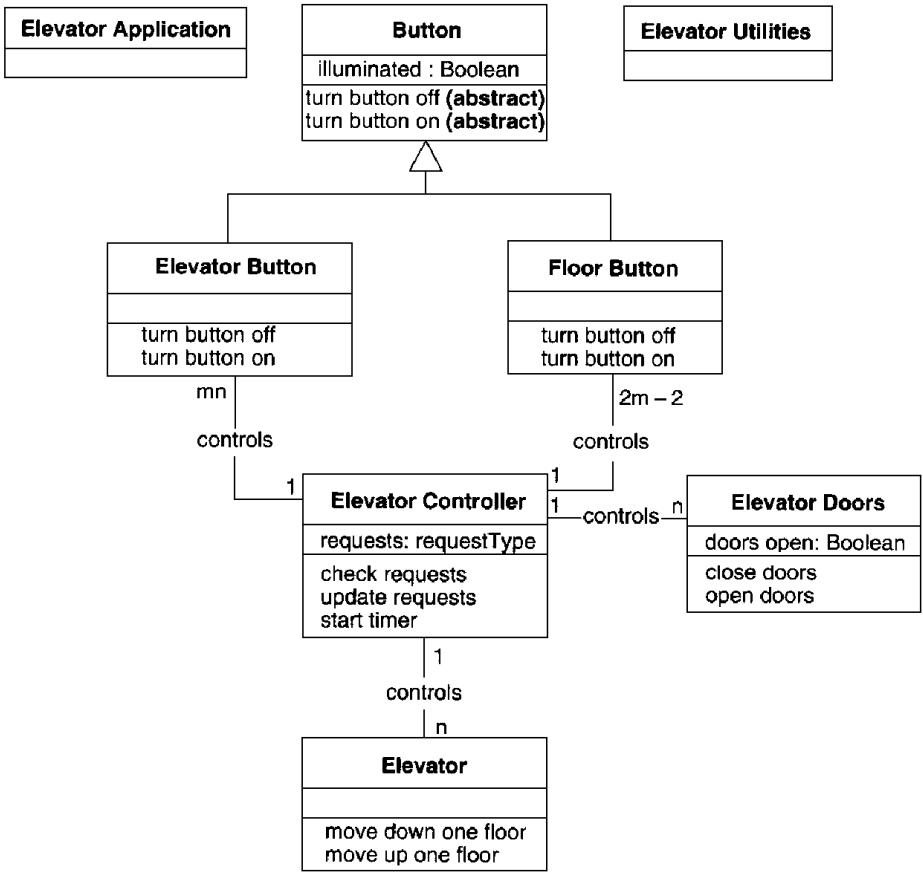 Elevator Application
Button
illuminated : Boolean
turn button off (abstract)
turn button on (abstract)
Elevator Utilities
Elevator Button
turn button off
turn button on
Floor Button
turn button off
turn button on
mn
controls
1
2m – 2
controls
1
Elevator Controller
requests: requestType
check requests
update requests
start timer
1
controls
n
Elevator Doors
doors open: Boolean
close doors
open doors
1
controls
n
Elevator
move down one floor
move up one floor